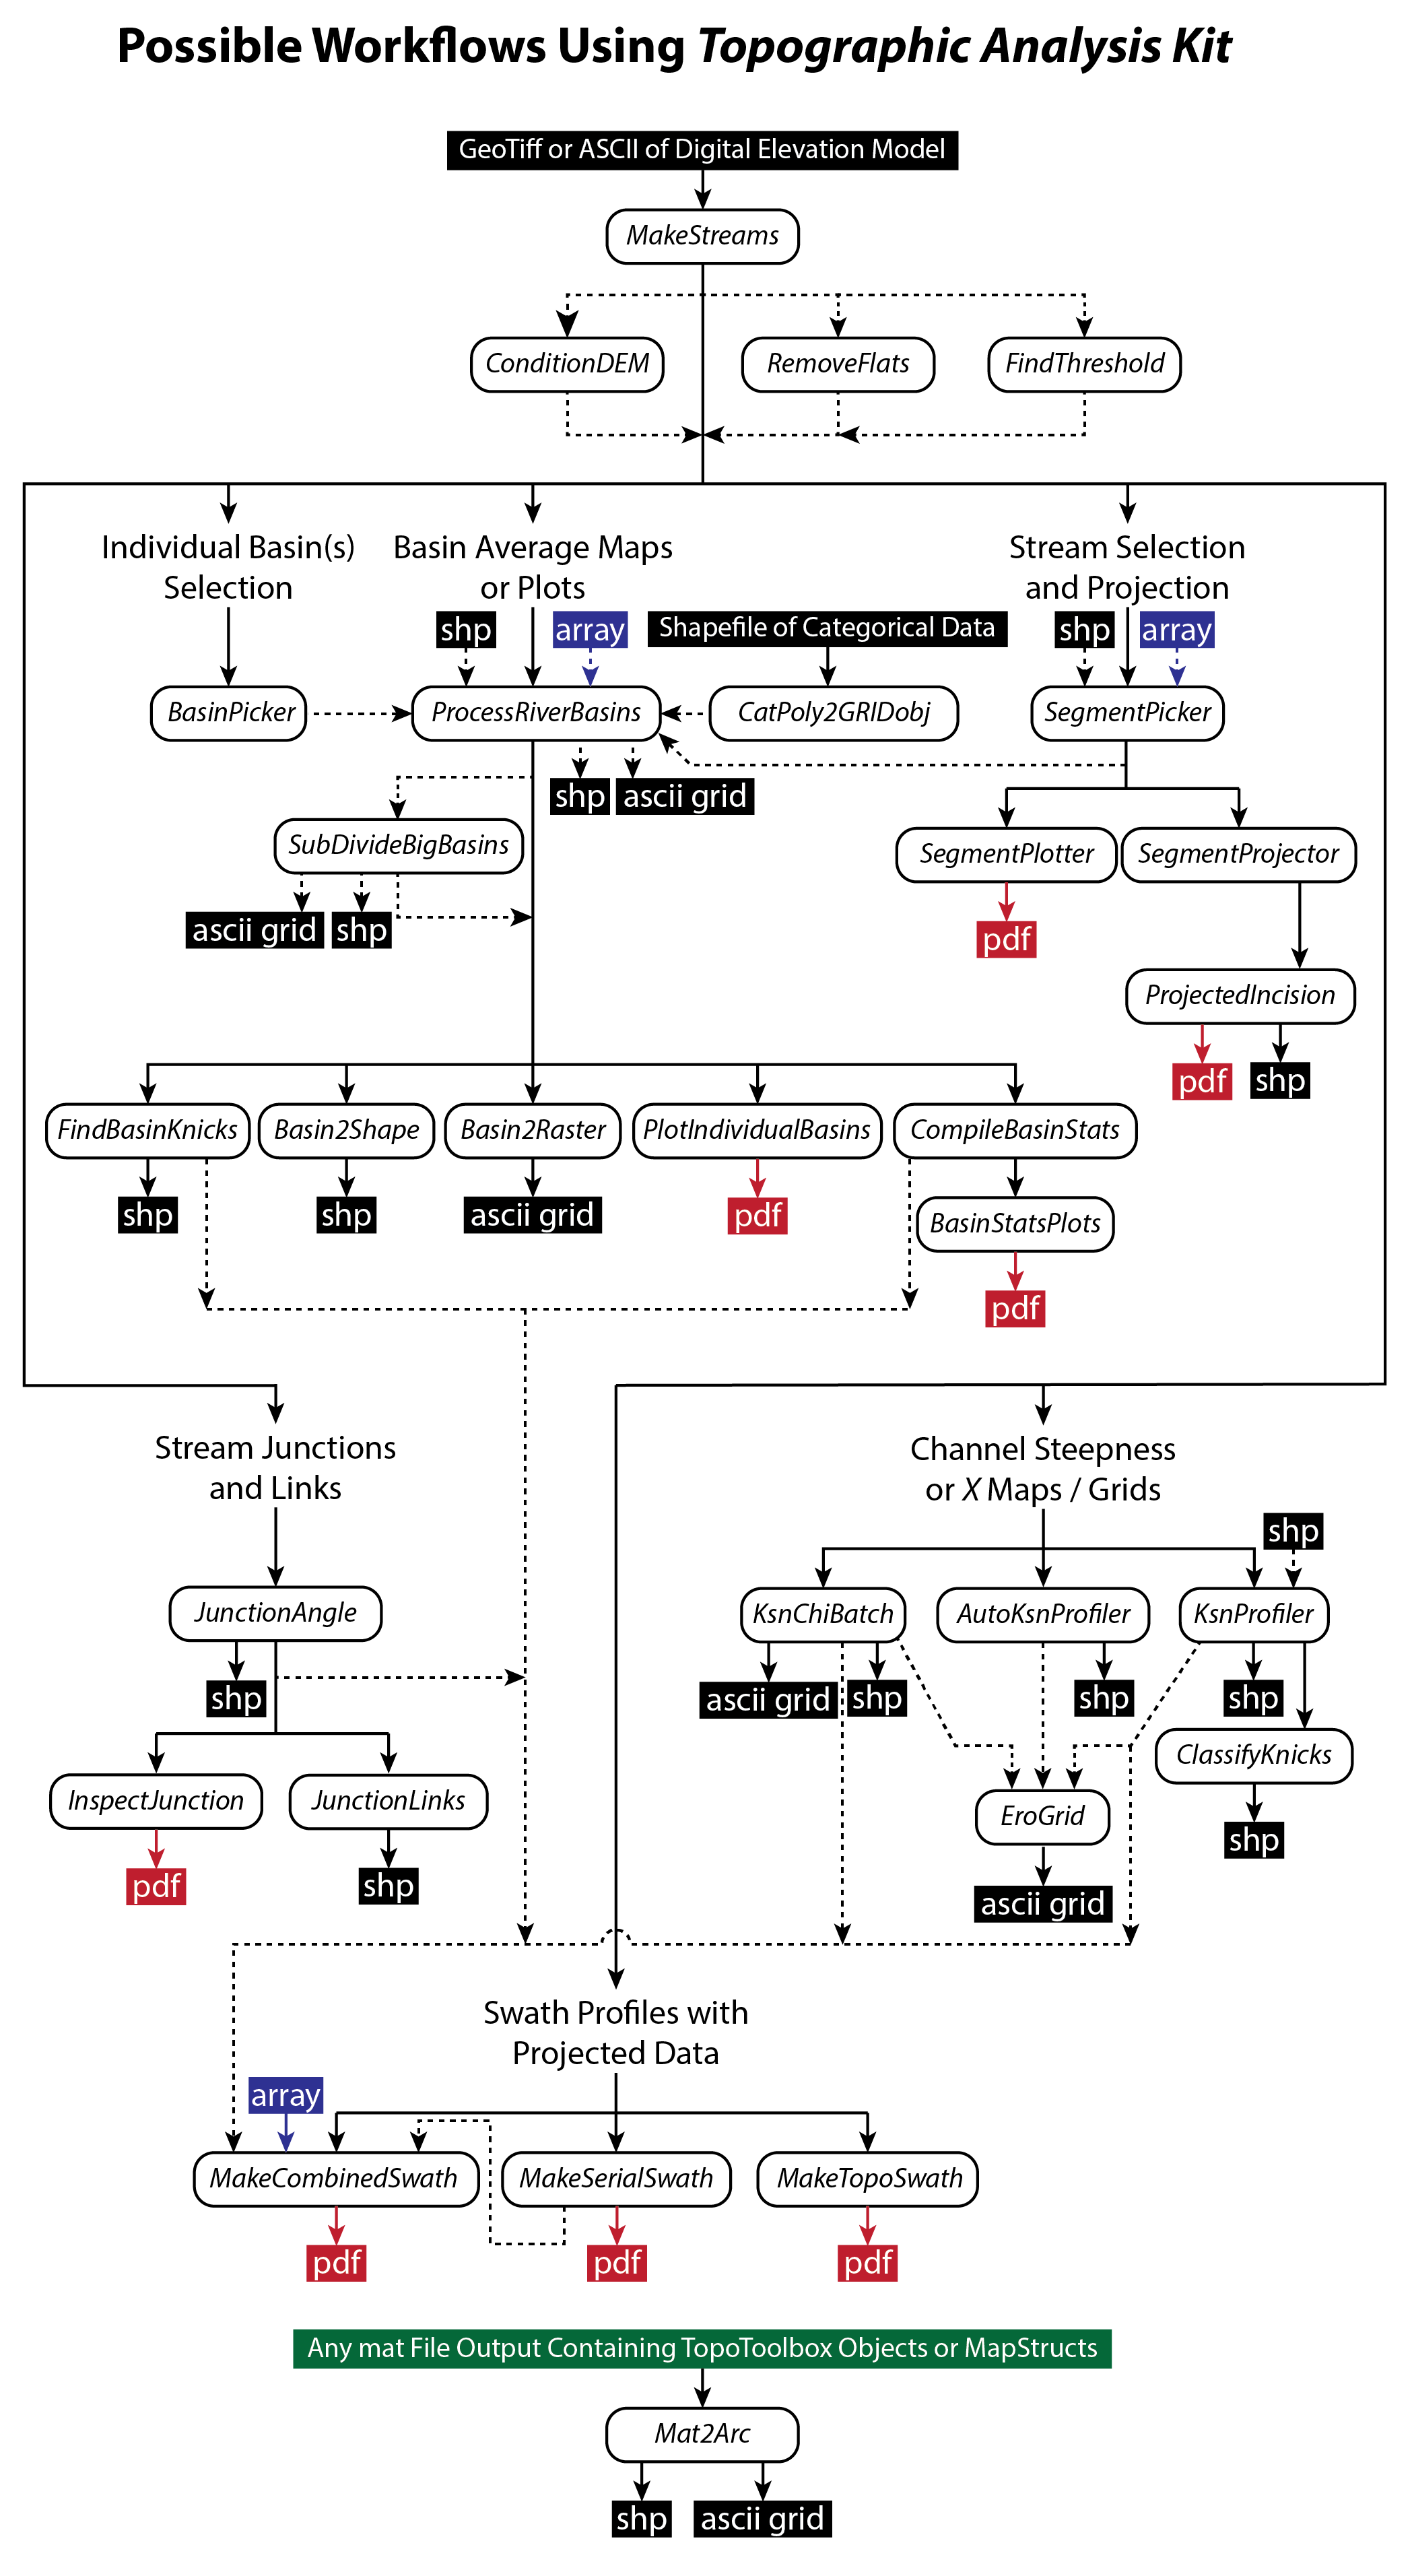 Possible Workflows Using Topographic Analysis Kit
GeoTiff or ASCII of Digital Elevation Model
MakeStreams
ConditionDEM
RemoveFlats
FindThreshold
Individual Basin(s)
Selection
Basin Average Maps
or Plots
Stream Selection
and Projection
shp
array
Shapefile of Categorical Data
shp
array
BasinPicker
ProcessRiverBasins
CatPoly2GRIDobj
SegmentPicker
shp
ascii grid
SubDivideBigBasins
SegmentPlotter
SegmentProjector
ascii grid
shp
pdf
ProjectedIncision
pdf
shp
FindBasinKnicks
Basin2Shape
Basin2Raster
PlotIndividualBasins
CompileBasinStats
shp
shp
ascii grid
pdf
BasinStatsPlots
pdf
Stream Junctions
and Links
Channel Steepness
or X Maps / Grids
shp
JunctionAngle
KsnChiBatch
AutoKsnProfiler
KsnProfiler
shp
ascii grid
shp
shp
shp
ClassifyKnicks
InspectJunction
JunctionLinks
EroGrid
shp
pdf
shp
ascii grid
Swath Profiles with
Projected Data
array
MakeCombinedSwath
MakeSerialSwath
MakeTopoSwath
pdf
pdf
pdf
Any mat File Output Containing TopoToolbox Objects or MapStructs
Mat2Arc
shp
ascii grid